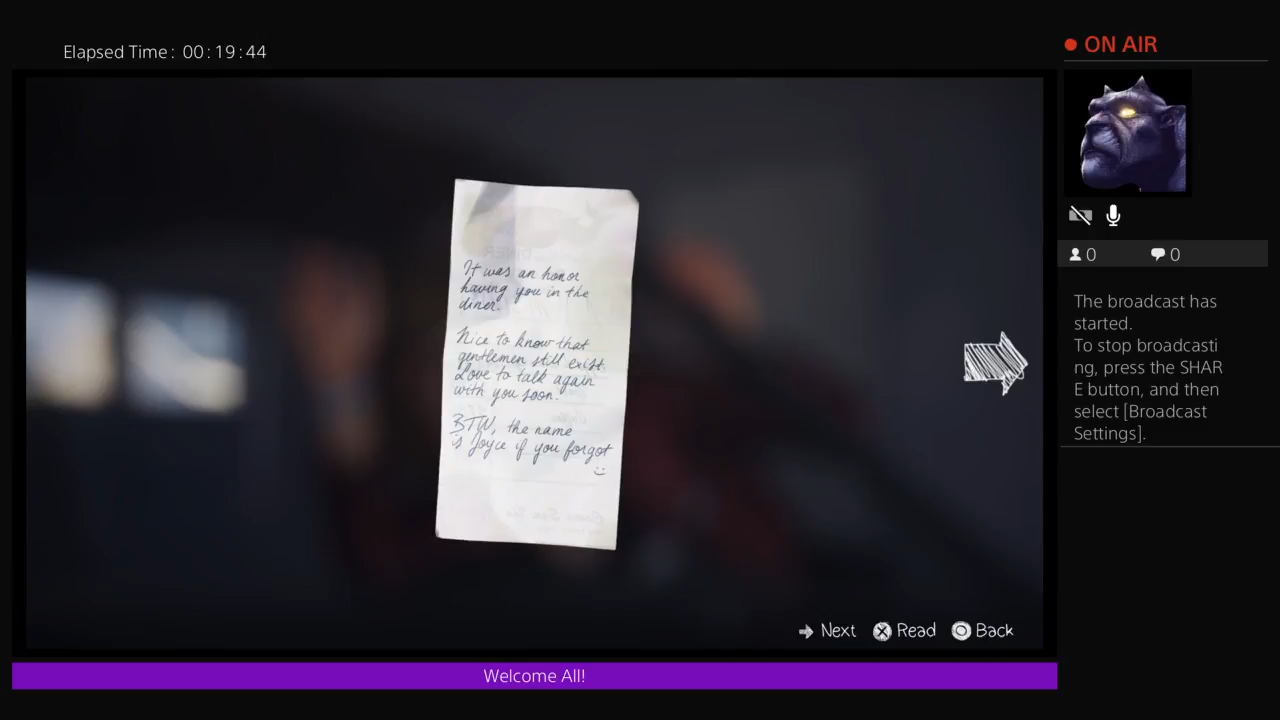 Elapsed Time: 00:19:44
ON AIR
0
0
The broadcast has
started.
To stop broadcasti
ng, press the SHAR
E button, and then
select [Broadcast
Settings].
It was an honor
having you in the
diner.
Nice to know that
gentlemen still exist
Love to talk again
with you soon.
BTW, the name
is Joyce if you forgot
:)
Next
Read
Back
Welcome All!